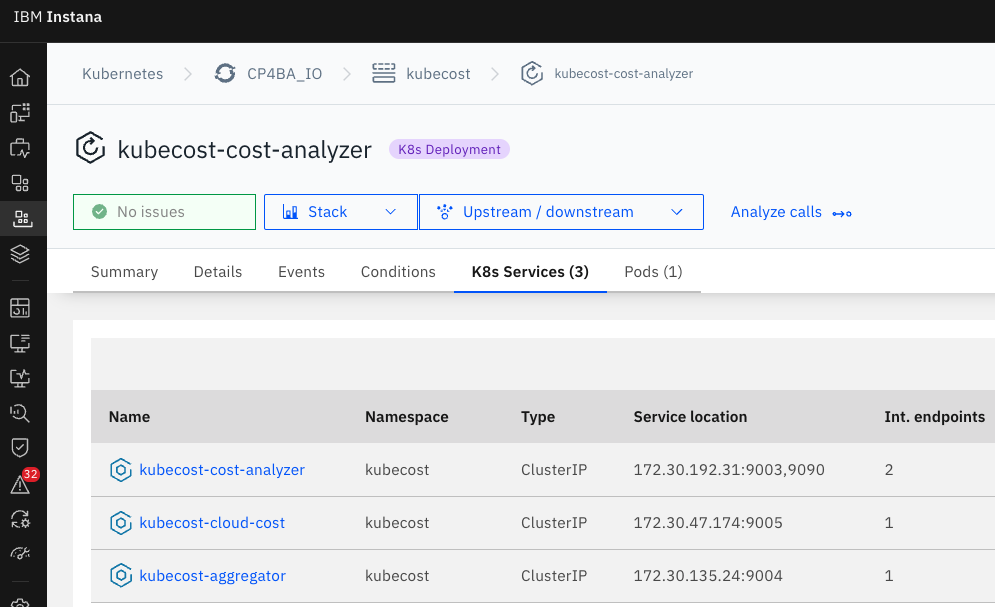 IBM Instana
Kubernetes CP4BA_IO kubecost kubecost-cost-analyzer
kubecost-cost-analyzer K8s Deployment
No issues Stack Upstream / downstream Analyze calls
Summary Details Events Conditions K8s Services (3) Pods (1)
Name Namespace Type Service location Int. endpoints
kubecost-cost-analyzer kubecost ClusterIP 172.30.192.31:9003,9090 2
32
kubecost-cloud-cost kubecost ClusterIP 172.30.47.174:9005 1
kubecost-aggregator kubecost ClusterIP 172.30.135.24:9004 1